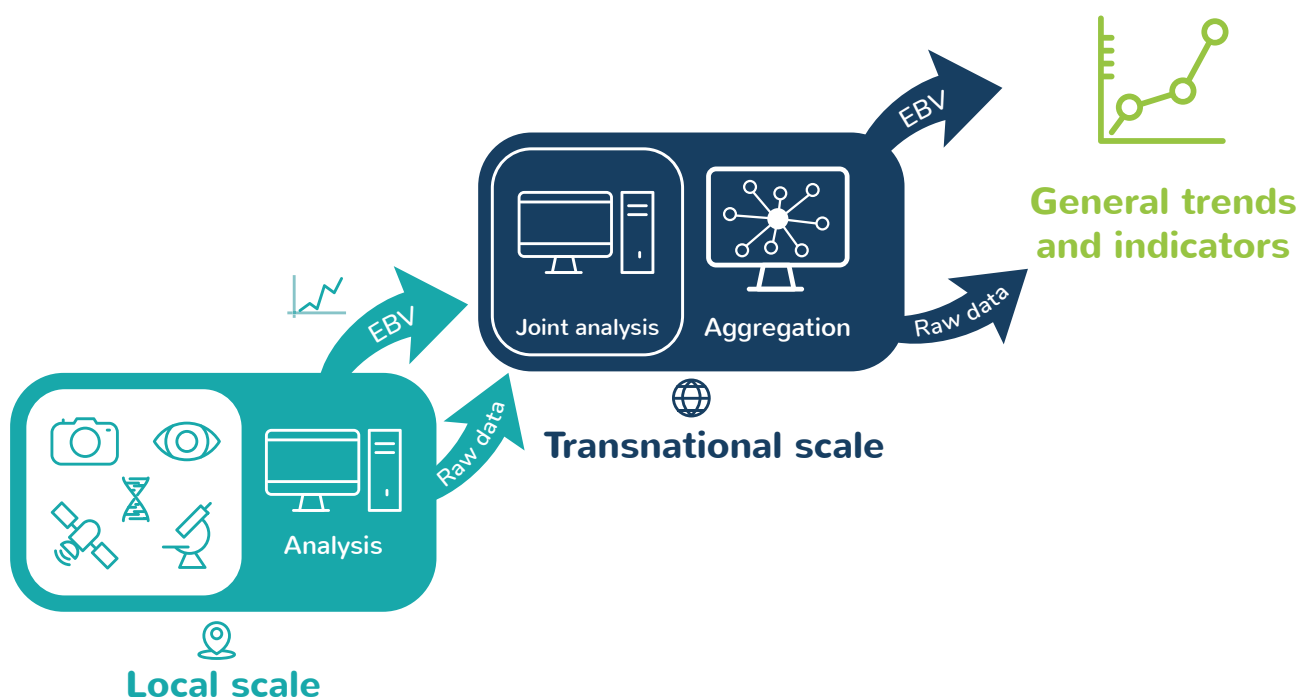 EBV
General trends
and indicators
Joint analysis
Aggregation
Raw data
EBV
Raw data
Transnational scale
Analysis
Local scale